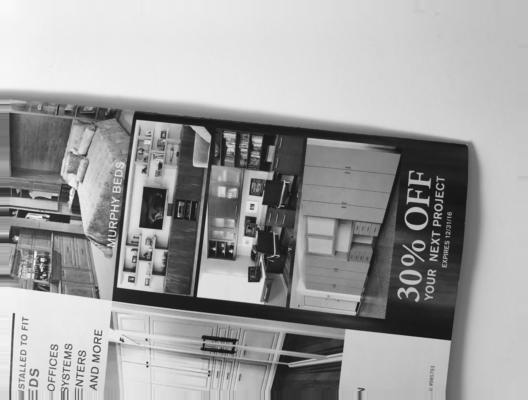 MURPHY BEDS
30% OFF
YOUR NEXT PROJECT
EXPIRES 12/31/16
STALLED TO FIT
EDS
OFFICES
SYSTEMS
NTERS
AND MORE